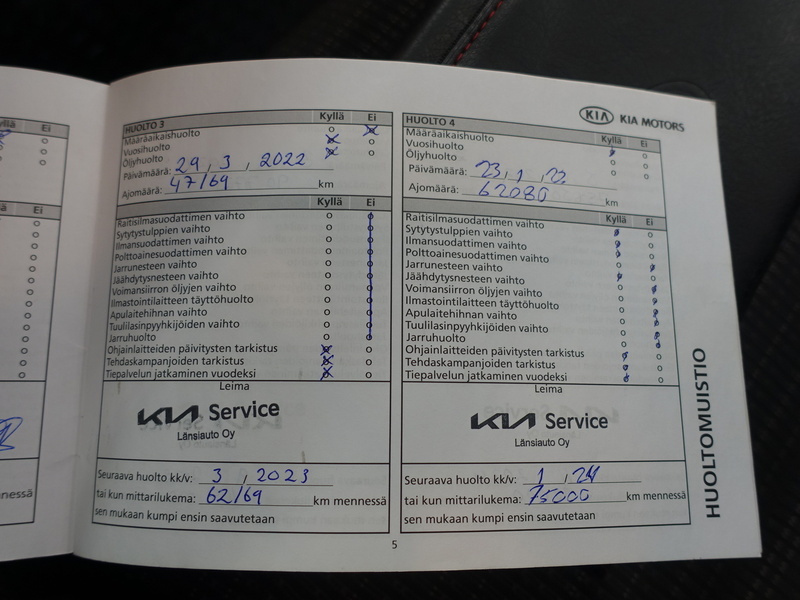 yllä Ei
Ei
nnessä
HUOLTO 3 Kyllä Ei
Määräaikaishuolto
Vuosihuolto
Öljyhuolto
Päivämäärä: 29, 3, 2022
Ajomäärä: 47169 km
Kyllä Ei
Raitisilmasuodattimen vaihto
Sytytystulppien vaihto
Ilmansuodattimen vaihto
Polttoainesuodattimen vaihto
Jarrunesteen vaihto
Jäähdytysnesteen vaihto
Voimansiirron öljyjen vaihto
Ilmastointilaitteen täyttöhuolto
Apulaitehihnan vaihto
Tuulilasinpyyhkijöiden vaihto
Jarruhuolto
Ohjainlaitteiden päivitysten tarkistus
Tehdaskampanjoiden tarkistus
Tiepalvelun jatkaminen vuodeksi
Leima
KIA Service
Länsiauto Oy
Seuraava huolto kk/v: 3, 2023
tai kun mittarilukema: 62169 km mennessä
sen mukaan kumpi ensin saavutetaan
KIA KIA MOTORS
HUOLTO 4 Kyllä Ei
Määräaikaishuolto
Vuosihuolto
Öljyhuolto
Päivämäärä: 23, 1, 23
Ajomäärä: 62080 km
Kyllä Ei
Raitisilmasuodattimen vaihto
Sytytystulppien vaihto
Ilmansuodattimen vaihto
Polttoainesuodattimen vaihto
Jarrunesteen vaihto
Jäähdytysnesteen vaihto
Voimansiirron öljyjen vaihto
Ilmastointilaitteen täyttöhuolto
Apulaitehihnan vaihto
Tuulilasinpyyhkijöiden vaihto
Jarruhuolto
Ohjainlaitteiden päivitysten tarkistus
Tehdaskampanjoiden tarkistus
Tiepalvelun jatkaminen vuodeksi
Leima
KIA Service
Länsiauto Oy
Seuraava huolto kk/v: 1, 24
tai kun mittarilukema: 75000 km mennessä
sen mukaan kumpi ensin saavutetaan
HUOLTOMUISTIO
5